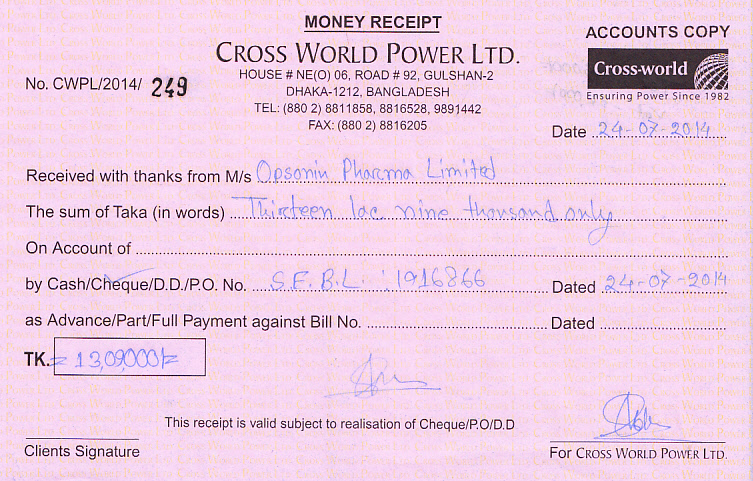 MONEY RECEIPT
ACCOUNTS COPY
CROSS WORLD POWER LTD.
Cross-world
Ensuring Power Since 1982
No. CWPL/2014/ 249
HOUSE # NE(O) 06, ROAD # 92, GULSHAN-2
DHAKA-1212, BANGLADESH
TEL: (880 2) 8811858, 8816528, 9891442
FAX: (880 2) 8816205
Date 24-07-2014
Received with thanks from M/s Opsonin Pharma Limited
The sum of Taka (in words) Thirteen lac nine thousand only
On Account of
by Cash/Cheque/D.D./P.O. No. S.E.B.L. : 1916866 Dated 24-07-2014
as Advance/Part/Full Payment against Bill No. Dated
TK. = 13,09,000/=
This receipt is valid subject to realisation of Cheque/P.O/D.D
Clients Signature
For CROSS WORLD POWER LTD.